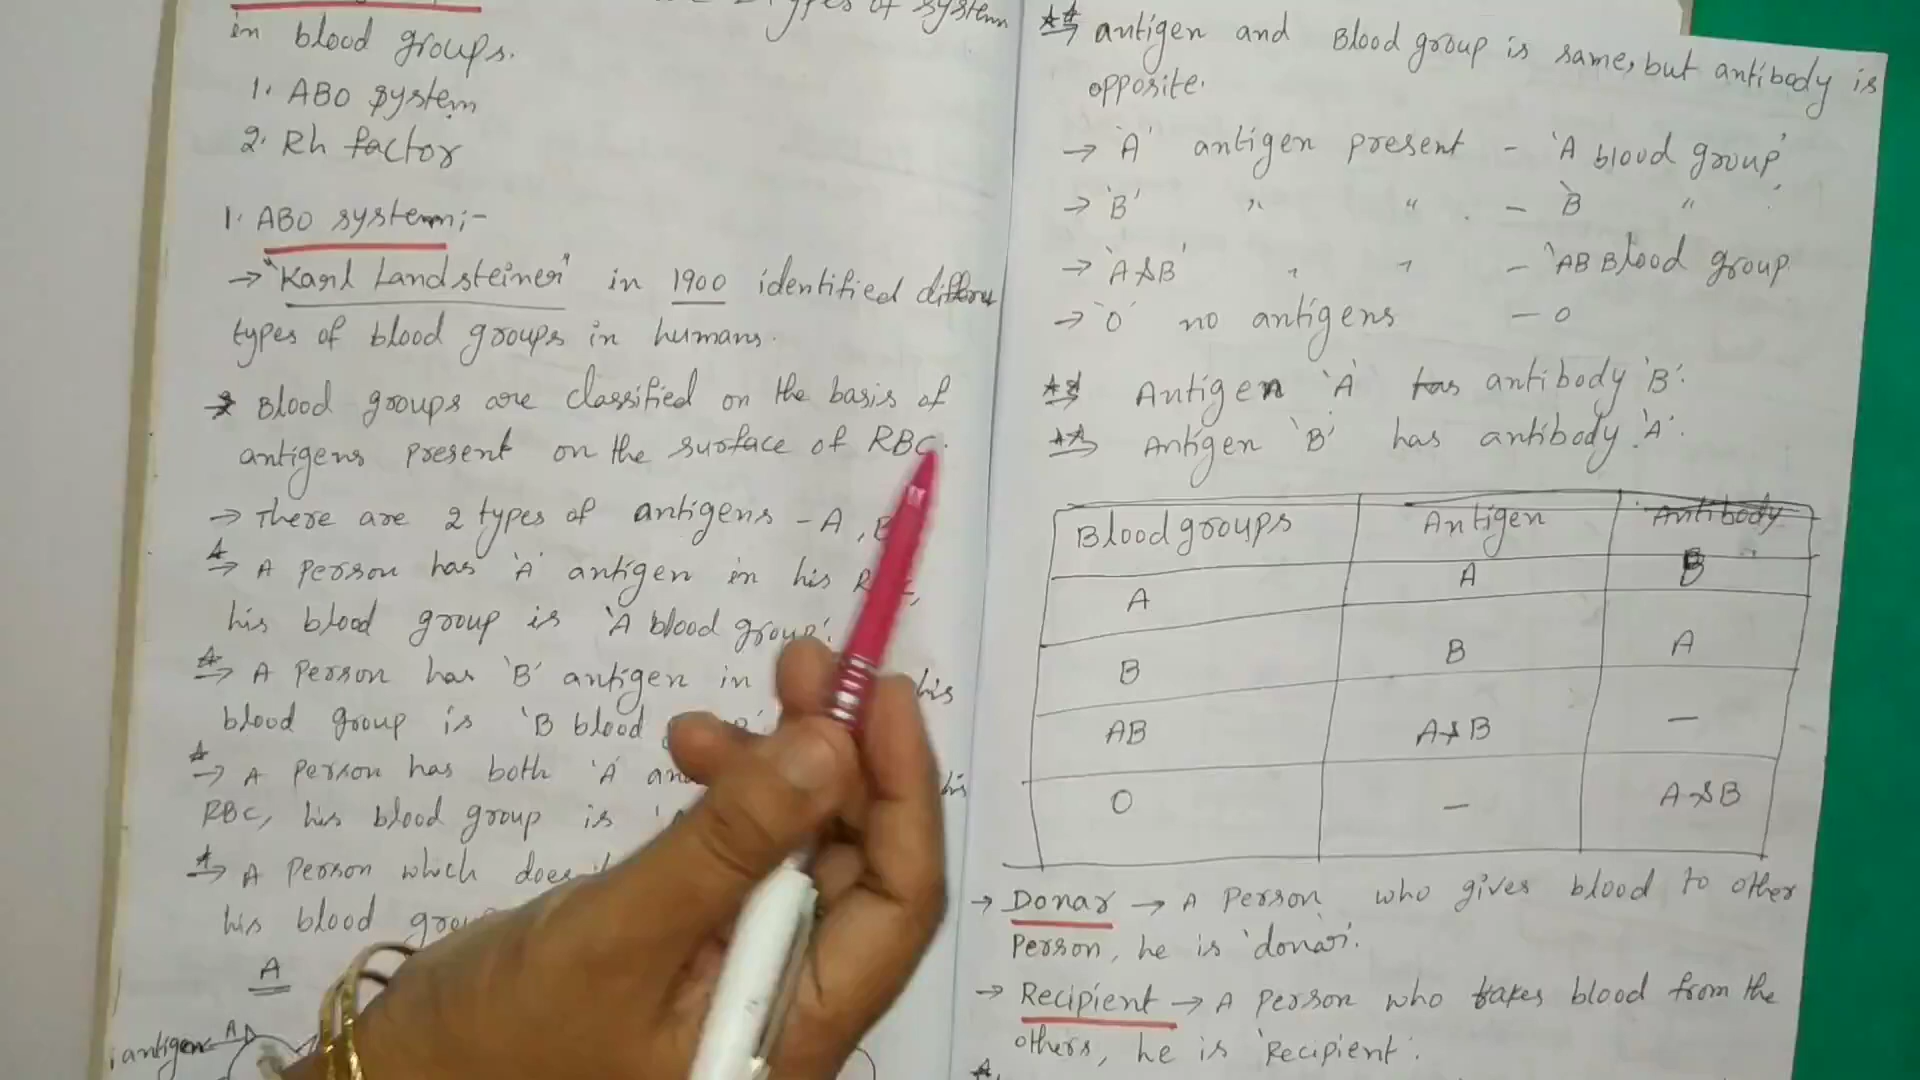 types of system
in blood groups.
1. ABO system
2. Rh factor
1. ABO system;-
→ "Karl Landsteiner" in 1900 identified
types of blood groups in humans.
→ Blood groups are classified on the basis of
antigens present on the surface of RBC.
→ There are 2 types of antigens - A,
→ A person has 'A' antigen in his
his blood group is 'A blood group'.
→ A person has 'B' antigen in his
blood group is 'B blood
→ A person has both 'A' his
RBC, his blood group is
→ A person which
his blood
A
antigen A
→ antigen and Blood group is same, but antibody is
opposite.
→ 'A' antigen present - 'A blood group'
→ 'B' " " - B "
→ 'A&B' " " - 'AB Blood group
→ 'O' no antigens - O
→ Antigen 'A' has antibody 'B'.
→ Antigen 'B' has antibody 'A'.
Blood groups Antigen Antibody
A A B
B B A
AB A&B -
O - A&B
→ Donar → A person who gives blood to other
person, he is 'donar'.
→ Recipient → A person who takes blood from the
others, he is 'Recipient'.